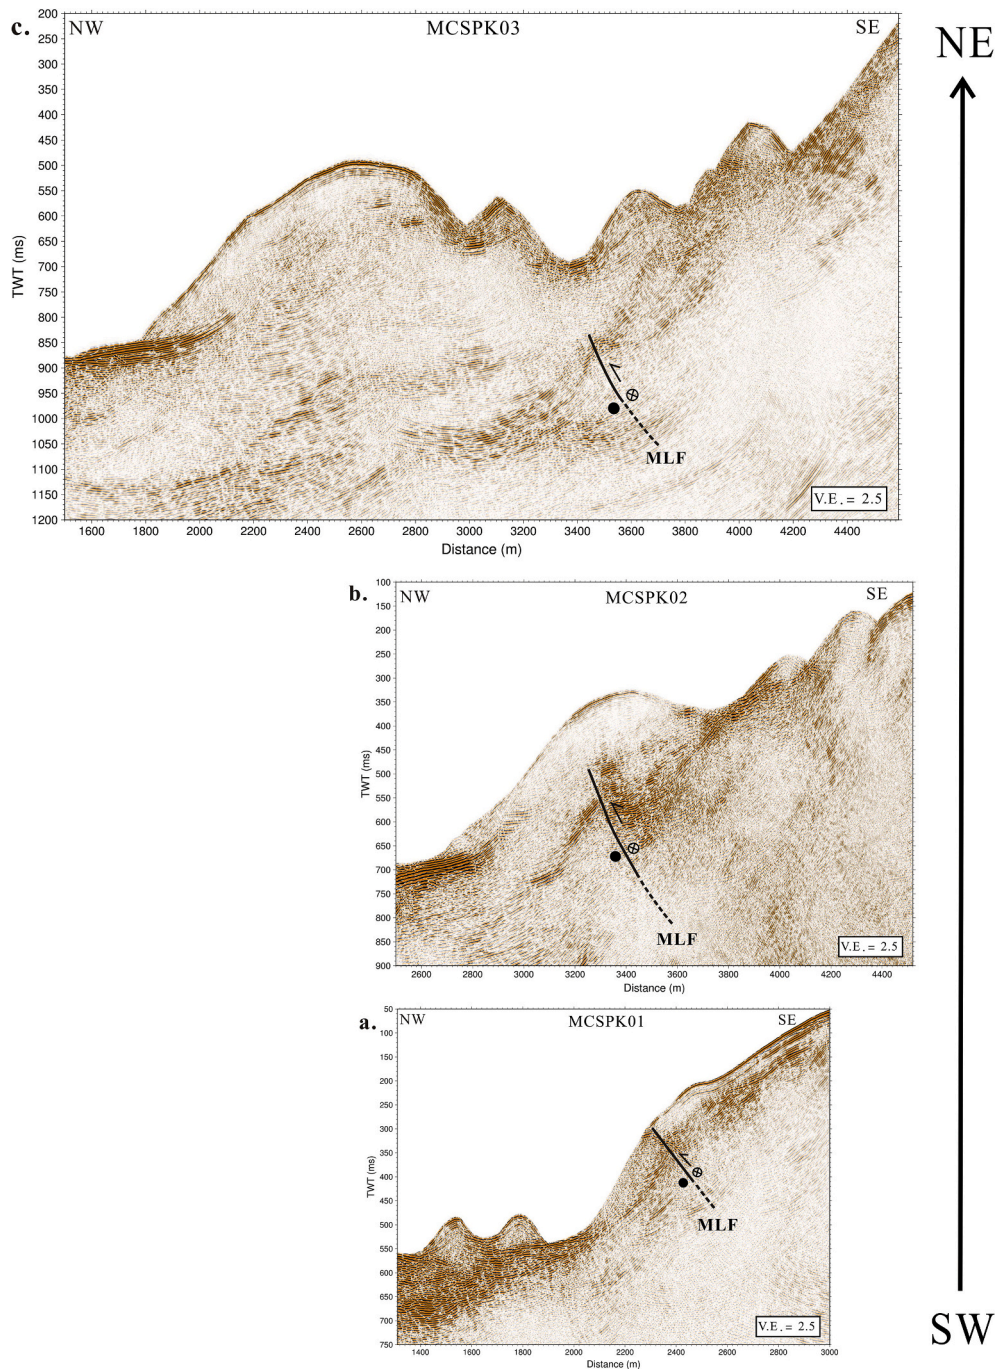 c.
NW
MCSPK03
SE
NE
200
250
300
350
400
450
500
550
600
650
700
750
800
850
900
950
1000
1050
1100
1150
1200
TWT (ms)
MLF
V.E. = 2.5
1600 1800 2000 2200 2400 2600 2800 3000 3200 3400 3600 3800 4000 4200 4400
Distance (m)
b.
NW
MCSPK02
SE
100
150
200
250
300
350
400
450
500
550
600
650
700
750
800
850
900
TWT (ms)
MLF
V.E. = 2.5
2600 2800 3000 3200 3400 3600 3800 4000 4200 4400
Distance (m)
a.
NW
MCSPK01
SE
50
100
150
200
250
300
350
400
450
500
550
600
650
700
750
TWT (ms)
MLF
V.E. = 2.5
1400 1600 1800 2000 2200 2400 2600 2800 3000
Distance (m)
SW